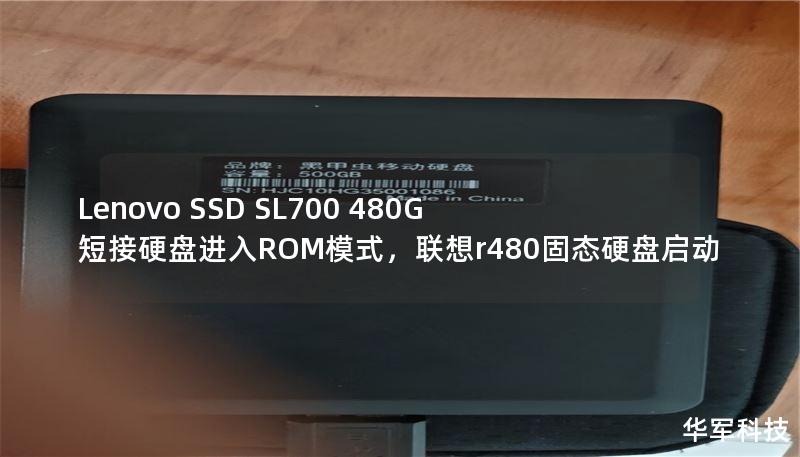 品牌：黑甲虫移动硬盘
容量：500GB
SN:HJC10HG35001086
Made in China
Lenovo SSD SL700 480G
短接硬盘进入ROM模式，联想r480固态硬盘启动
华军科技